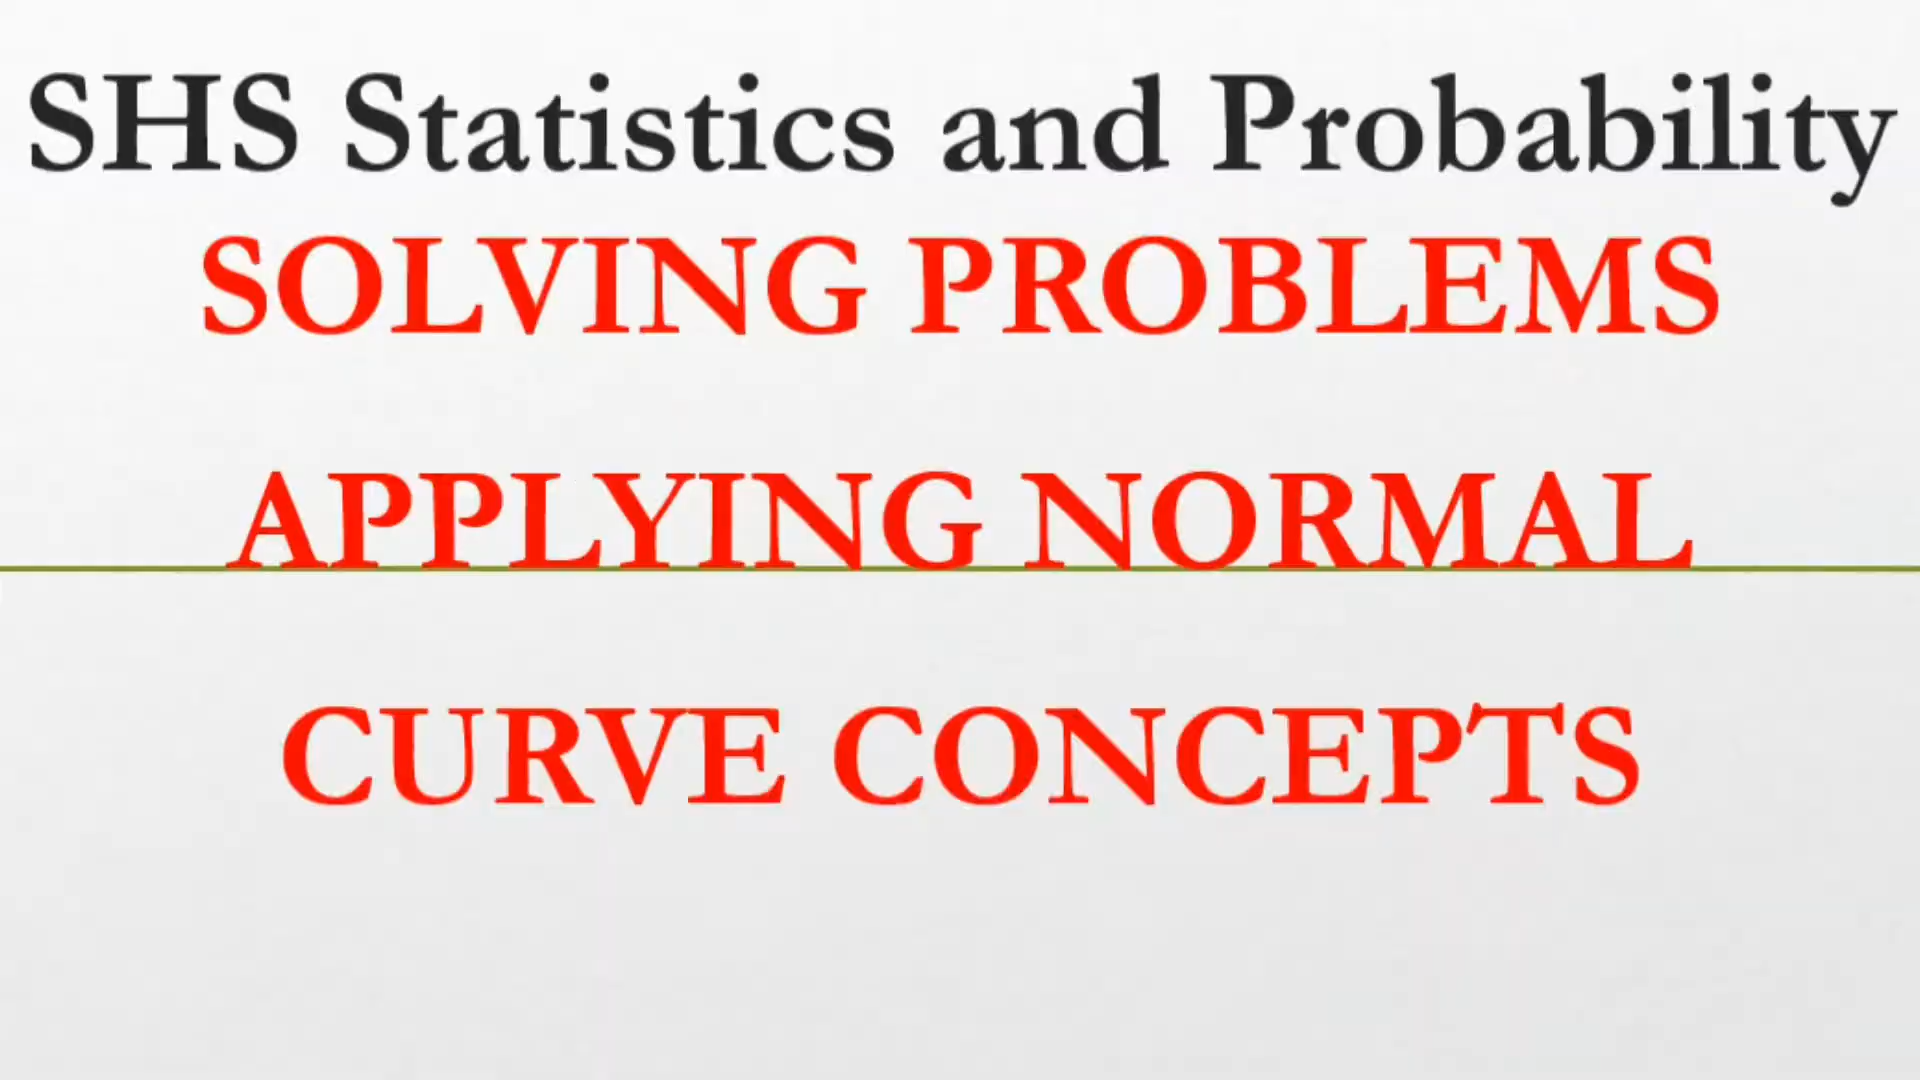 SHS Statistics and Probability
SOLVING PROBLEMS
APPLYING NORMAL
CURVE CONCEPTS